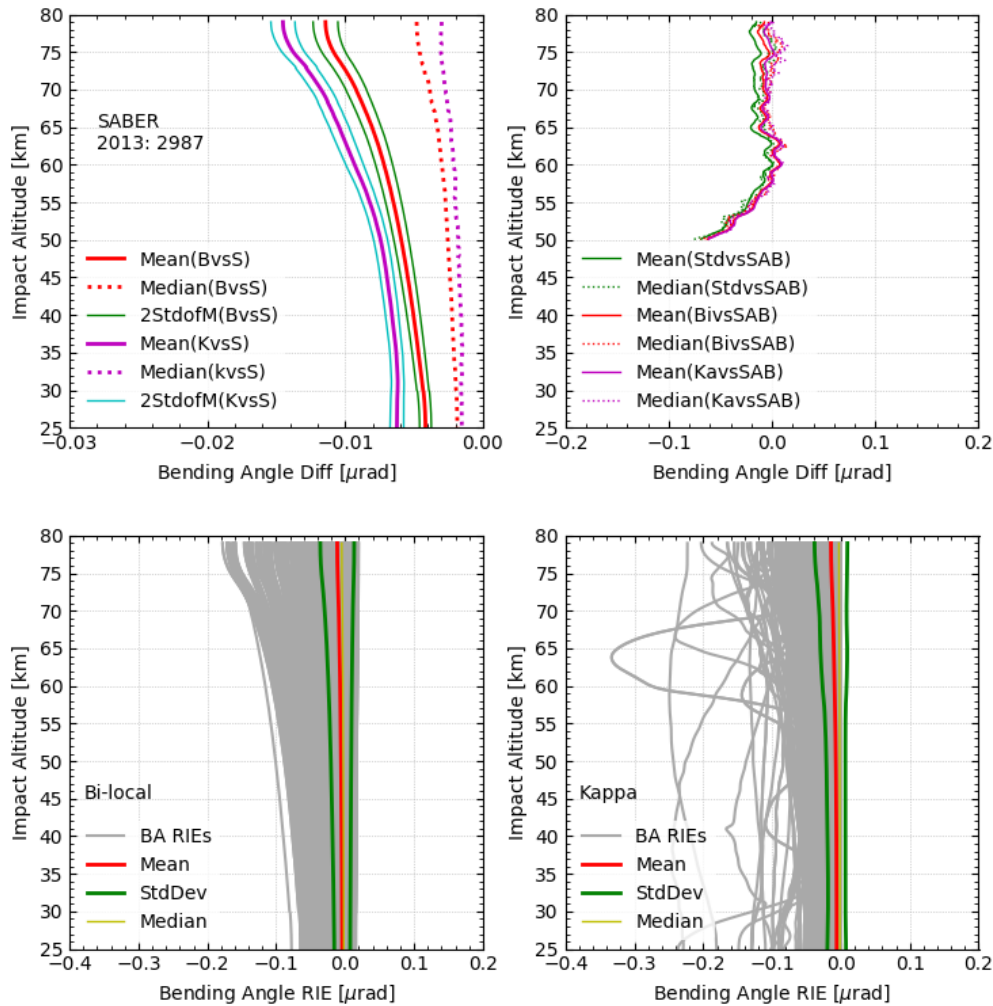 80
75
70
65
60
55
50
45
40
35
30
25
Impact Altitude [km]
SABER
2013: 2987
Mean(BvsS)
Median(BvsS)
2StdofM(BvsS)
Mean(KvsS)
Median(kvsS)
2StdofM(KvsS)
−0.03 −0.02 −0.01 0.00
Bending Angle Diff [μrad]
80
75
70
65
60
55
50
45
40
35
30
25
Impact Altitude [km]
Mean(StdvsSAB)
Median(StdvsSAB)
Mean(BivsSAB)
Median(BivsSAB)
Mean(KavsSAB)
Median(KavsSAB)
−0.2 −0.1 0.0 0.1 0.2
Bending Angle Diff [μrad]
80
75
70
65
60
55
50
45
40
35
30
25
Impact Altitude [km]
Bi-local
BA RIEs
Mean
StdDev
Median
−0.4 −0.3 −0.2 −0.1 0.0 0.1 0.2
Bending Angle RIE [μrad]
80
75
70
65
60
55
50
45
40
35
30
25
Impact Altitude [km]
Kappa
BA RIEs
Mean
StdDev
Median
−0.4 −0.3 −0.2 −0.1 0.0 0.1 0.2
Bending Angle RIE [μrad]